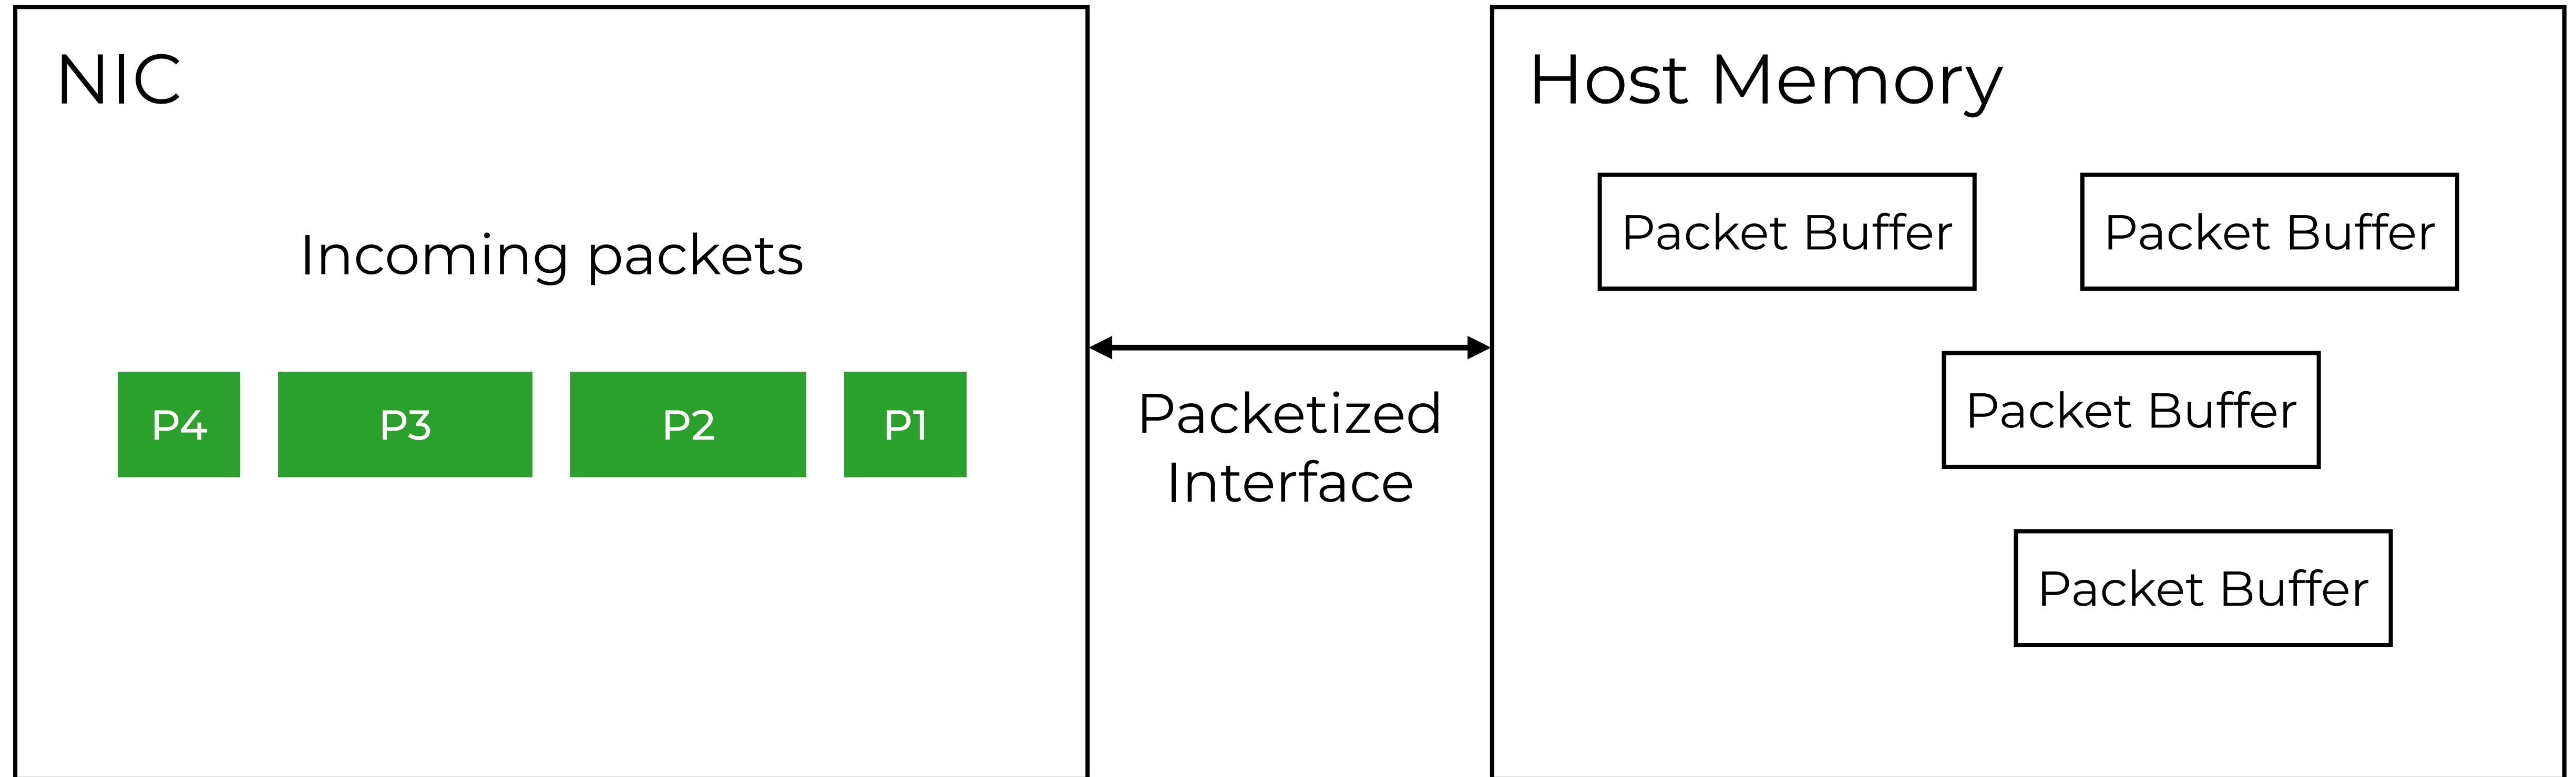 NIC
Incoming packets
P4
P3
P2
P1
Packetized
Interface
Host Memory
Packet Buffer
Packet Buffer
Packet Buffer
Packet Buffer